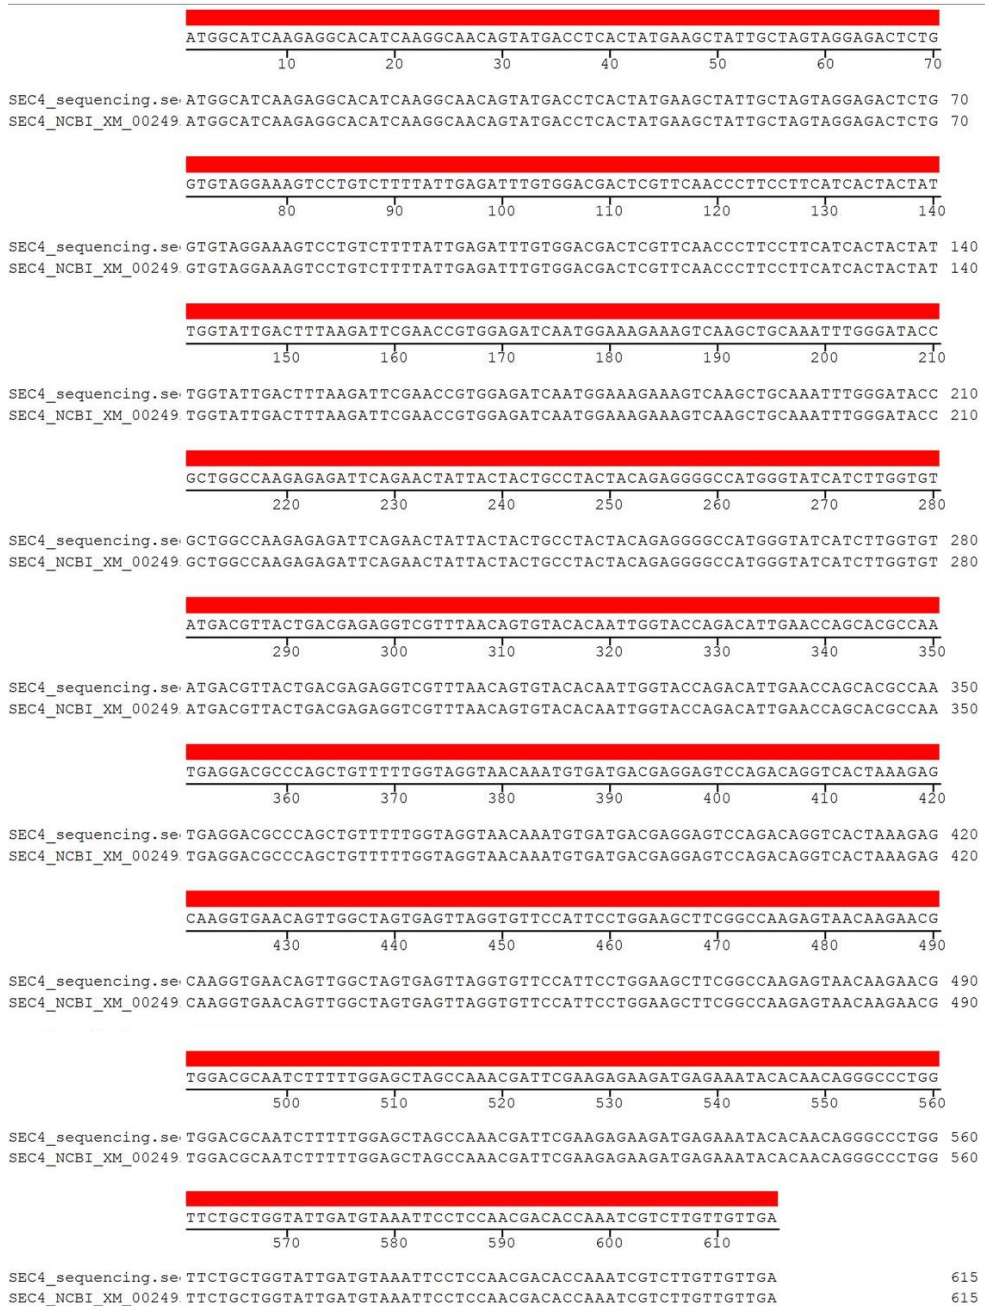 ATGGCATCAAGAGGCACATCAAGGCAACAGTATGACCTCACTATGAAGCTATTGCTAGTAGGAGACTCTG
10 20 30 40 50 60 70
SEC4_sequencing.se ATGGCATCAAGAGGCACATCAAGGCAACAGTATGACCTCACTATGAAGCTATTGCTAGTAGGAGACTCTG 70
SEC4_NCBI_XM_00249 ATGGCATCAAGAGGCACATCAAGGCAACAGTATGACCTCACTATGAAGCTATTGCTAGTAGGAGACTCTG 70
GTGTAGGAAAGTCCTGTCTTTTATTGAGATTTGTGGACGACTCGTTCAACCCTTCCTTCATCACTACTAT
80 90 100 110 120 130 140
SEC4_sequencing.se GTGTAGGAAAGTCCTGTCTTTTATTGAGATTTGTGGACGACTCGTTCAACCCTTCCTTCATCACTACTAT 140
SEC4_NCBI_XM_00249 GTGTAGGAAAGTCCTGTCTTTTATTGAGATTTGTGGACGACTCGTTCAACCCTTCCTTCATCACTACTAT 140
TGGTATTGACTTTAAGATTCGAACCGTGGAGATCAATGGAAAGAAAGTCAAGCTGCAAATTTGGGATACC
150 160 170 180 190 200 210
SEC4_sequencing.se TGGTATTGACTTTAAGATTCGAACCGTGGAGATCAATGGAAAGAAAGTCAAGCTGCAAATTTGGGATACC 210
SEC4_NCBI_XM_00249 TGGTATTGACTTTAAGATTCGAACCGTGGAGATCAATGGAAAGAAAGTCAAGCTGCAAATTTGGGATACC 210
GCTGGCCAAGAGAGATTCAGAACTATTACTACTGCCTACTACAGAGGGGCCATGGGTATCATCTTGGTGT
220 230 240 250 260 270 280
SEC4_sequencing.se GCTGGCCAAGAGAGATTCAGAACTATTACTACTGCCTACTACAGAGGGGCCATGGGTATCATCTTGGTGT 280
SEC4_NCBI_XM_00249 GCTGGCCAAGAGAGATTCAGAACTATTACTACTGCCTACTACAGAGGGGCCATGGGTATCATCTTGGTGT 280
ATGACGTTACTGACGAGAGGTCGTTTAACAGTGTACACAATTGGTACCAGACATTGAACCAGCACGCCAA
290 300 310 320 330 340 350
SEC4_sequencing.se ATGACGTTACTGACGAGAGGTCGTTTAACAGTGTACACAATTGGTACCAGACATTGAACCAGCACGCCAA 350
SEC4_NCBI_XM_00249 ATGACGTTACTGACGAGAGGTCGTTTAACAGTGTACACAATTGGTACCAGACATTGAACCAGCACGCCAA 350
TGAGGACGCCCAGCTGTTTTTGGTAGGTAACAAATGTGATGACGAGGAGTCCAGACAGGTCACTAAAGAG
360 370 380 390 400 410 420
SEC4_sequencing.se TGAGGACGCCCAGCTGTTTTTGGTAGGTAACAAATGTGATGACGAGGAGTCCAGACAGGTCACTAAAGAG 420
SEC4_NCBI_XM_00249 TGAGGACGCCCAGCTGTTTTTGGTAGGTAACAAATGTGATGACGAGGAGTCCAGACAGGTCACTAAAGAG 420
CAAGGTGAACAGTTGGCTAGTGAGTTAGGTGTTCCATTCCTGGAAGCTTCGGCCAAGAGTAACAAGAACG
430 440 450 460 470 480 490
SEC4_sequencing.se CAAGGTGAACAGTTGGCTAGTGAGTTAGGTGTTCCATTCCTGGAAGCTTCGGCCAAGAGTAACAAGAACG 490
SEC4_NCBI_XM_00249 CAAGGTGAACAGTTGGCTAGTGAGTTAGGTGTTCCATTCCTGGAAGCTTCGGCCAAGAGTAACAAGAACG 490
TGGACGCAATCTTTTTGGAGCTAGCCAAACGATTCGAAGAGAAGATGAGAAATACACAACAGGGCCCTGG
500 510 520 530 540 550 560
SEC4_sequencing.se TGGACGCAATCTTTTTGGAGCTAGCCAAACGATTCGAAGAGAAGATGAGAAATACACAACAGGGCCCTGG 560
SEC4_NCBI_XM_00249 TGGACGCAATCTTTTTGGAGCTAGCCAAACGATTCGAAGAGAAGATGAGAAATACACAACAGGGCCCTGG 560
TTCTGCTGGTATTGATGTAAATTCCTCCAACGACACCAAATCGTCTTGTTGTTGA
570 580 590 600 610
SEC4_sequencing.se TTCTGCTGGTATTGATGTAAATTCCTCCAACGACACCAAATCGTCTTGTTGTTGA 615
SEC4_NCBI_XM_00249 TTCTGCTGGTATTGATGTAAATTCCTCCAACGACACCAAATCGTCTTGTTGTTGA 615